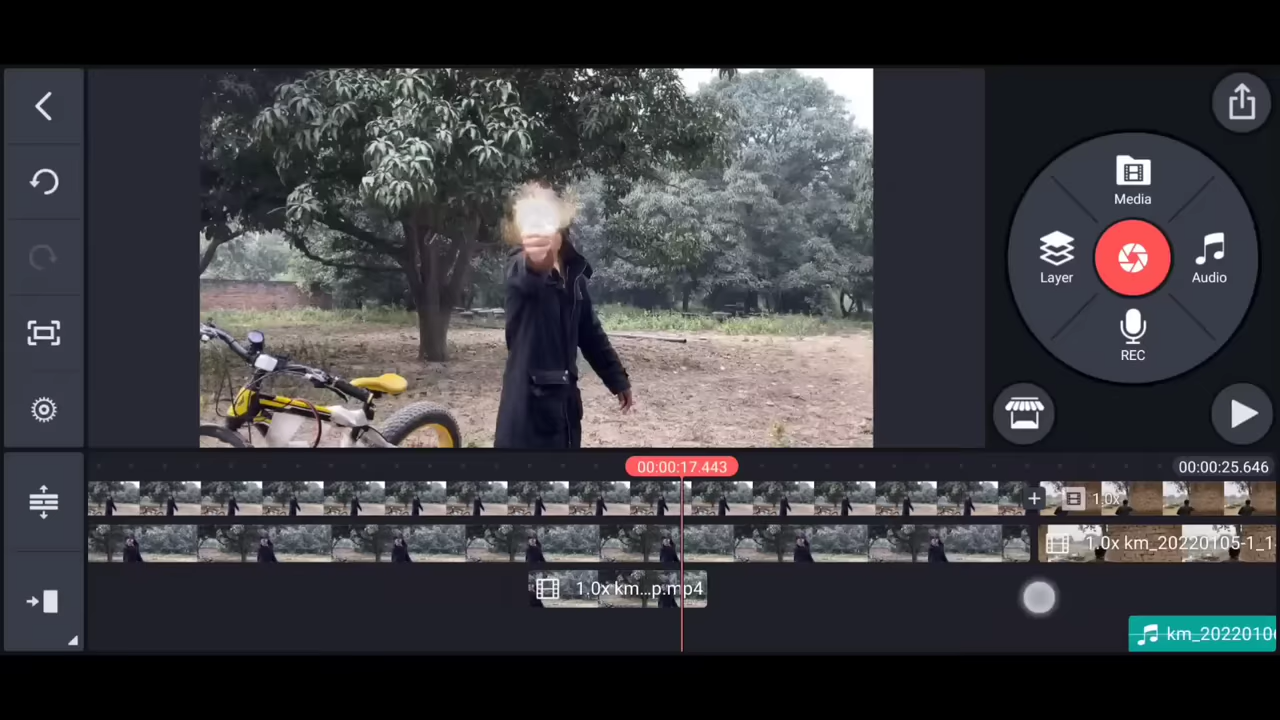 Media
Layer
Audio
REC
00:00:17.443
00:00:25.646
1.0x
1.0x km_20220105-1_1
1.0x km...p.mp4
km_2022010